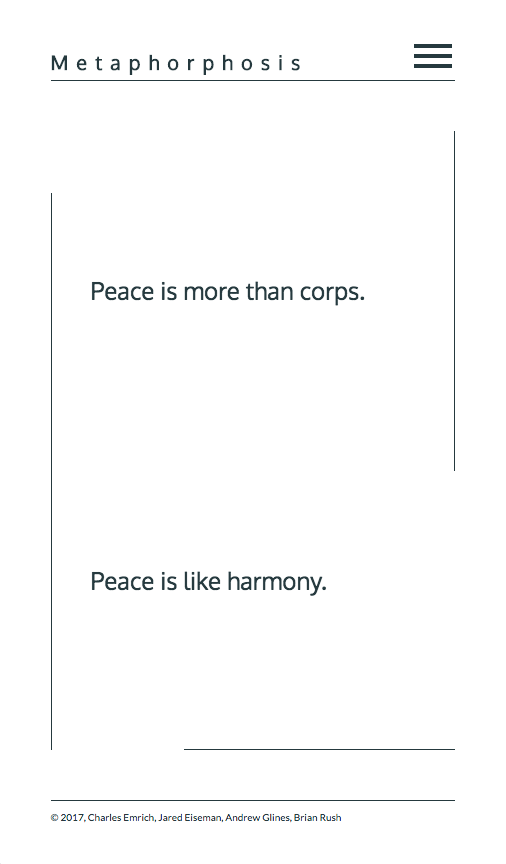 Metaphorphosis
Peace is more than corps.
Peace is like harmony.
© 2017, Charles Emrich, Jared Eiseman, Andrew Glines, Brian Rush